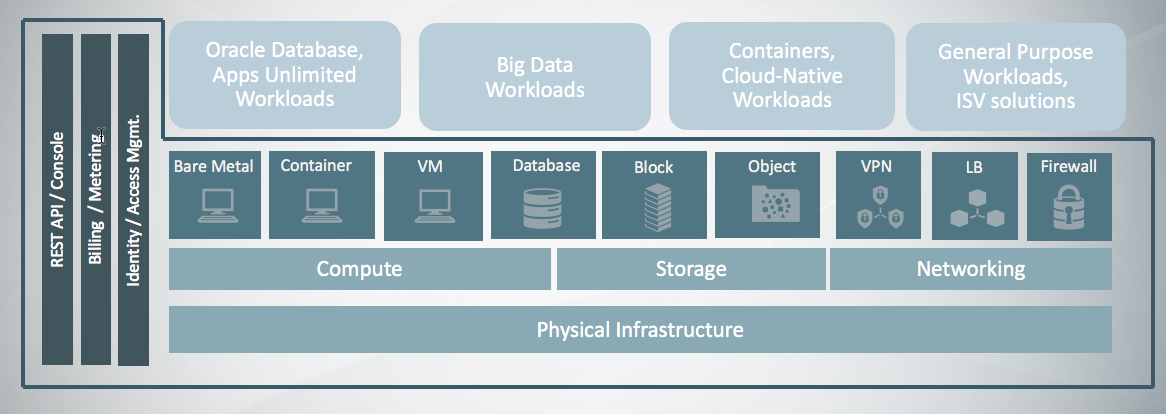 REST API / Console
Billing / Metering
Identity / Access Mgmt.
Oracle Database,
Apps Unlimited
Workloads
Big Data
Workloads
Containers,
Cloud-Native
Workloads
General Purpose
Workloads,
ISV solutions
Bare Metal
Container
VM
Database
Block
Object
VPN
LB
Firewall
Compute
Storage
Networking
Physical Infrastructure